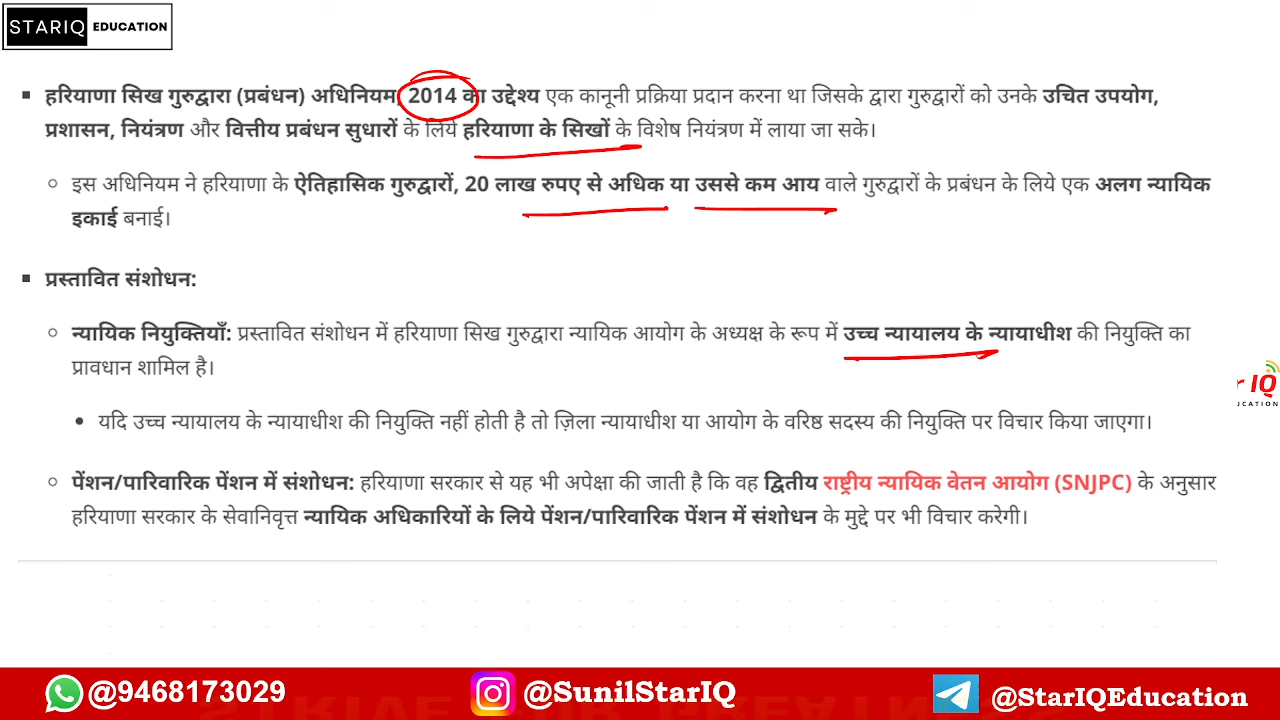 STARIQ EDUCATION
▪ हरियाणा सिख गुरुद्वारा (प्रबंधन) अधिनियम, 2014 का उद्देश्य एक कानूनी प्रक्रिया प्रदान करना था जिसके द्वारा गुरुद्वारों को उनके उचित उपयोग,
प्रशासन, नियंत्रण और वित्तीय प्रबंधन सुधारों के लिये हरियाणा के सिखों के विशेष नियंत्रण में लाया जा सके।
○ इस अधिनियम ने हरियाणा के ऐतिहासिक गुरुद्वारों, 20 लाख रुपए से अधिक या उससे कम आय वाले गुरुद्वारों के प्रबंधन के लिये एक अलग न्यायिक
इकाई बनाई।
▪ प्रस्तावित संशोधन:
○ न्यायिक नियुक्तियाँ: प्रस्तावित संशोधन में हरियाणा सिख गुरुद्वारा न्यायिक आयोग के अध्यक्ष के रूप में उच्च न्यायालय के न्यायाधीश की नियुक्ति का
प्रावधान शामिल है।
• यदि उच्च न्यायालय के न्यायाधीश की नियुक्ति नहीं होती है तो ज़िला न्यायाधीश या आयोग के वरिष्ठ सदस्य की नियुक्ति पर विचार किया जाएगा।
○ पेंशन/पारिवारिक पेंशन में संशोधन: हरियाणा सरकार से यह भी अपेक्षा की जाती है कि वह द्वितीय राष्ट्रीय न्यायिक वेतन आयोग (SNJPC) के अनुसार
हरियाणा सरकार के सेवानिवृत्त न्यायिक अधिकारियों के लिये पेंशन/पारिवारिक पेंशन में संशोधन के मुद्दे पर भी विचार करेगी।
r IQ
UCATION
@9468173029 @SunilStarIQ @StarIQEducation